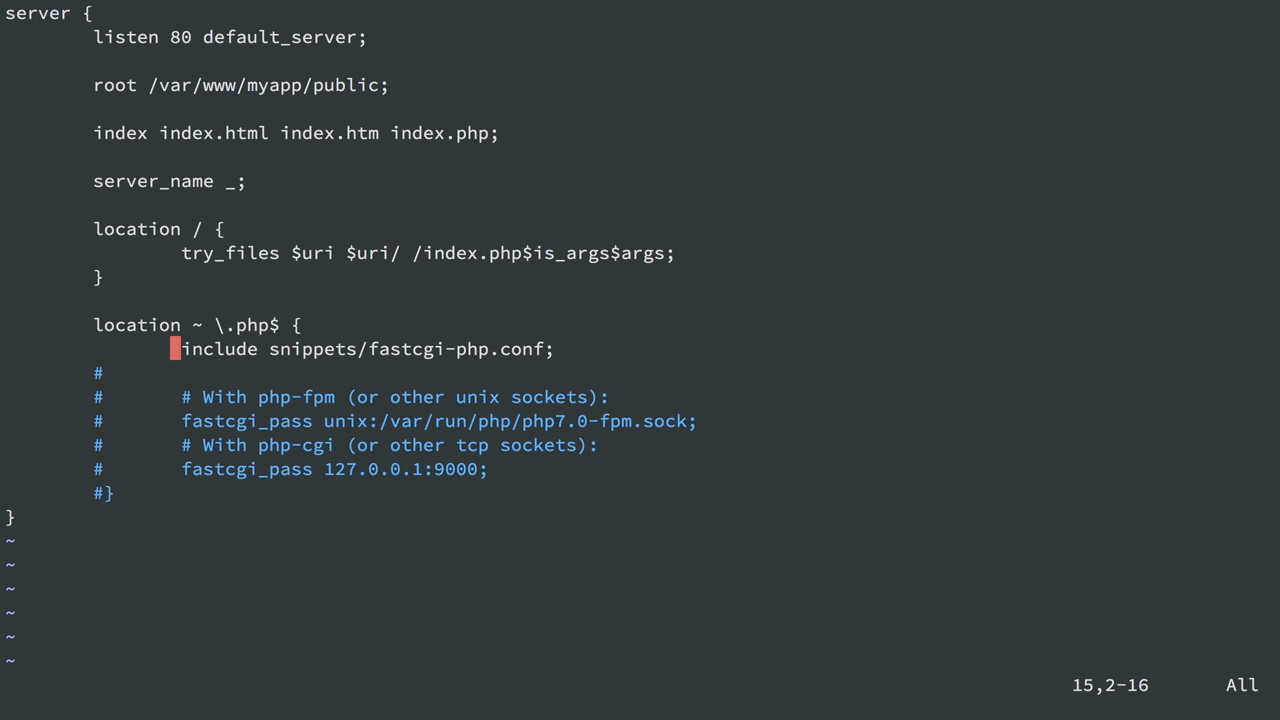 server {
        listen 80 default_server;
        root /var/www/myapp/public;
        index index.html index.htm index.php;
        server_name _;
        location / {
                try_files $uri $uri/ /index.php$is_args$args;
        }
        location ~ \.php$ {
                include snippets/fastcgi-php.conf;
        #
        #       # With php-fpm (or other unix sockets):
        #       fastcgi_pass unix:/var/run/php/php7.0-fpm.sock;
        #       # With php-cgi (or other tcp sockets):
        #       fastcgi_pass 127.0.0.1:9000;
        #}
}
~
~
~
~
~
~
15,2-16 All